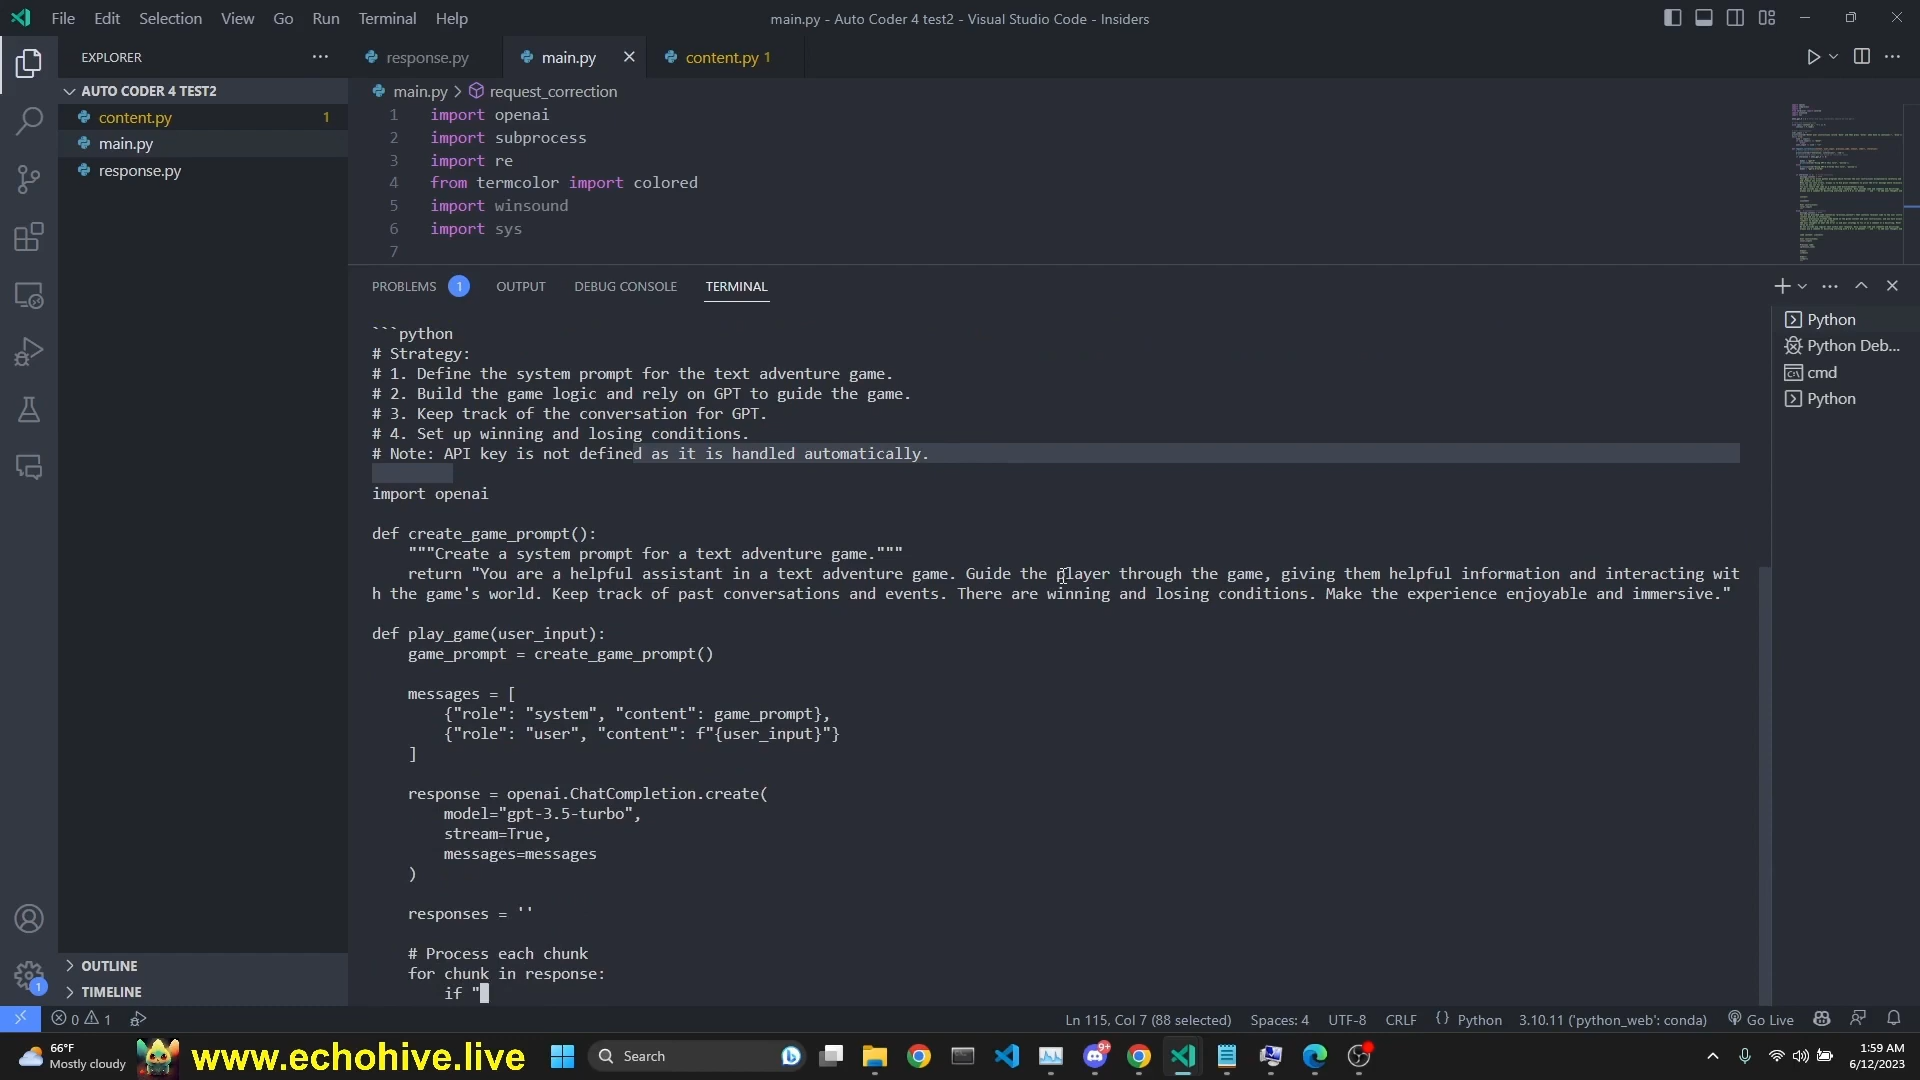 File Edit Selection View Go Run Terminal Help
main.py - Auto Coder 4 test2 - Visual Studio Code - Insiders
EXPLORER
AUTO CODER 4 TEST2
content.py 1
main.py
response.py
OUTLINE
TIMELINE
response.py
main.py
content.py 1
main.py > request_correction
1 import openai
2 import subprocess
3 import re
4 from termcolor import colored
5 import winsound
6 import sys
7
PROBLEMS 1 OUTPUT DEBUG CONSOLE TERMINAL
```python
# Strategy:
# 1. Define the system prompt for the text adventure game.
# 2. Build the game logic and rely on GPT to guide the game.
# 3. Keep track of the conversation for GPT.
# 4. Set up winning and losing conditions.
# Note: API key is not defined as it is handled automatically.
import openai
def create_game_prompt():
"""Create a system prompt for a text adventure game."""
return "You are a helpful assistant in a text adventure game. Guide the player through the game, giving them helpful information and interacting wit
h the game's world. Keep track of past conversations and events. There are winning and losing conditions. Make the experience enjoyable and immersive."
def play_game(user_input):
game_prompt = create_game_prompt()
messages = [
{"role": "system", "content": game_prompt},
{"role": "user", "content": f"{user_input}"}
]
response = openai.ChatCompletion.create(
model="gpt-3.5-turbo",
stream=True,
messages=messages
)
responses = ''
# Process each chunk
for chunk in response:
if "
Python
Python Deb...
cmd
Python
1
0 1
Ln 115, Col 7 (88 selected) Spaces: 4 UTF-8 CRLF {} Python 3.10.11 ('python_web': conda) Go Live
66°F
Mostly cloudy
www.echohive.live
Search
9+
1:59 AM
6/12/2023